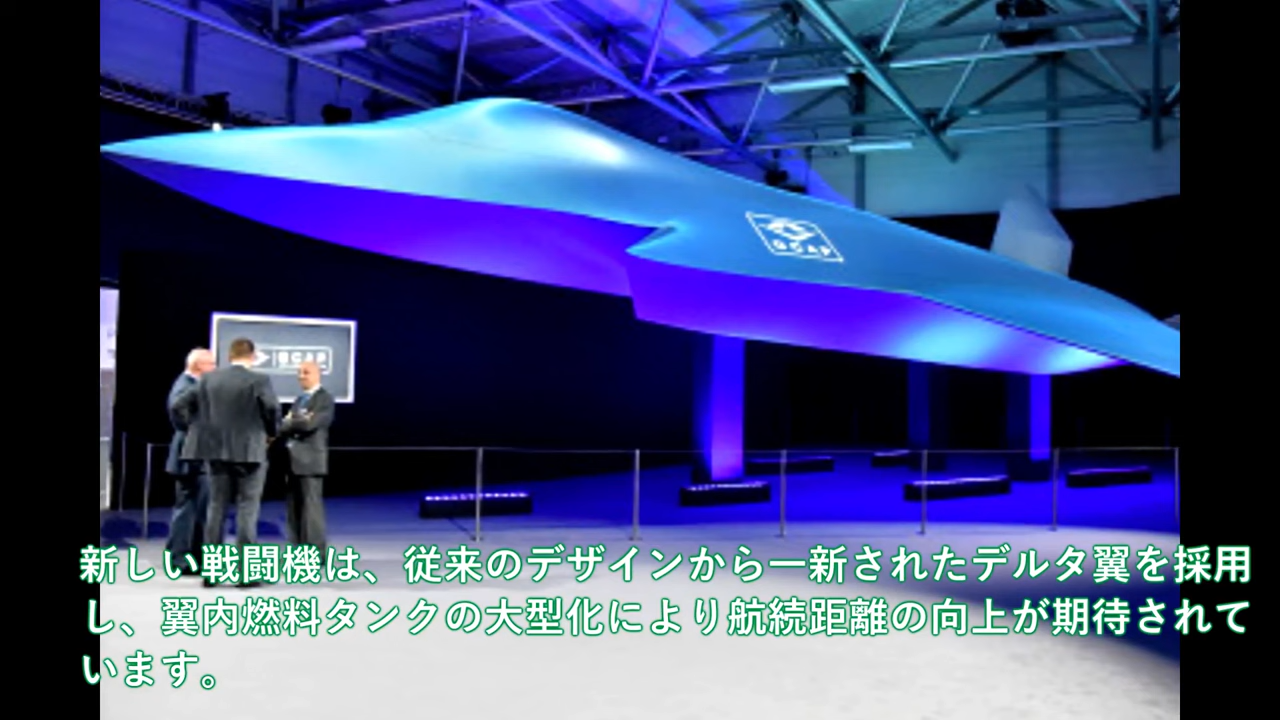 GCAP
GCAP
新しい戦闘機は、従来のデザインから一新されたデルタ翼を採用
し、翼内燃料タンクの大型化により航続距離の向上が期待されて
います。